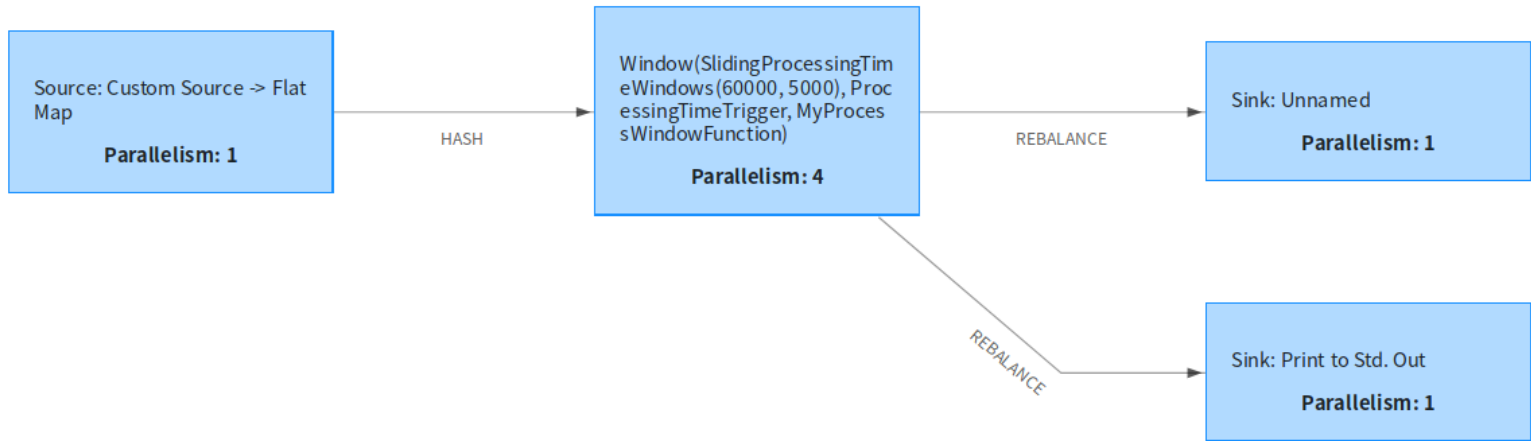 Source: Custom Source -> Flat
Map
Parallelism: 1
HASH
Window(SlidingProcessingTim
eWindows(60000, 5000), Proc
essingTimeTrigger, MyProces
sWindowFunction)
Parallelism: 4
REBALANCE
Sink: Unnamed
Parallelism: 1
REBALANCE
Sink: Print to Std. Out
Parallelism: 1